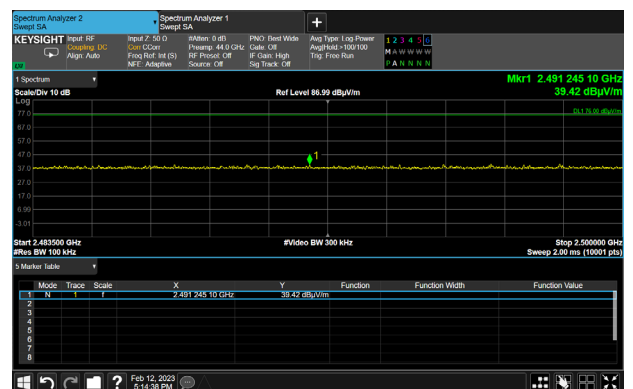 Spectrum Analyzer 2
Swept SA
Spectrum Analyzer 1
Swept SA
+
KEYSIGHT
Input: RF
Coupling: DC
Align: Auto
Input Z: 50 Ω
Corr CCorr
Freq Ref: Int (S)
NFE: Adaptive
#Atten: 0 dB
Preamp: 44.0 GHz
RF Preset: Off
Source: Off
PNO: Best Wide
Gate: Off
IF Gain: High
Sig Track: Off
Avg Type: Log-Power
Avg|Hold:>100/100
Trig: Free Run
1 2 3 4 5 6
M A W W W W
P A N N N N
1 Spectrum
Scale/Div 10 dB
Ref Level 86.99 dBµV/m
Mkr1 2.491 245 10 GHz
39.42 dBµV/m
Log
DL1 75.00 dBµV/m
77.0
67.0
57.0
47.0
37.0
27.0
17.0
6.99
-3.01
1
Start 2.483500 GHz
#Res BW 100 kHz
#Video BW 300 kHz
Stop 2.500000 GHz
Sweep 2.00 ms (10001 pts)
5 Marker Table
Mode Trace Scale X Y Function Function Width Function Value
1 N 1 f 2.491 245 10 GHz 39.42 dBµV/m
2
3
4
5
6
7
8
?
Feb 12, 2023
5:14:38 PM